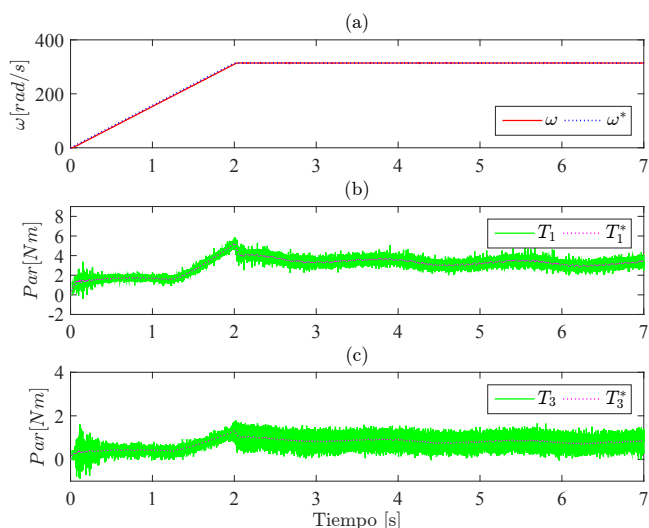 (a)
400
200
0
ω[rad/s]
ω ω*
0 1 2 3 4 5 6 7
(b)
8
6
4
2
0
-2
Par[Nm]
T₁ T₁*
0 1 2 3 4 5 6 7
(c)
4
2
0
Par[Nm]
T₃ T₃*
0 1 2 3 4 5 6 7
Tiempo [s]